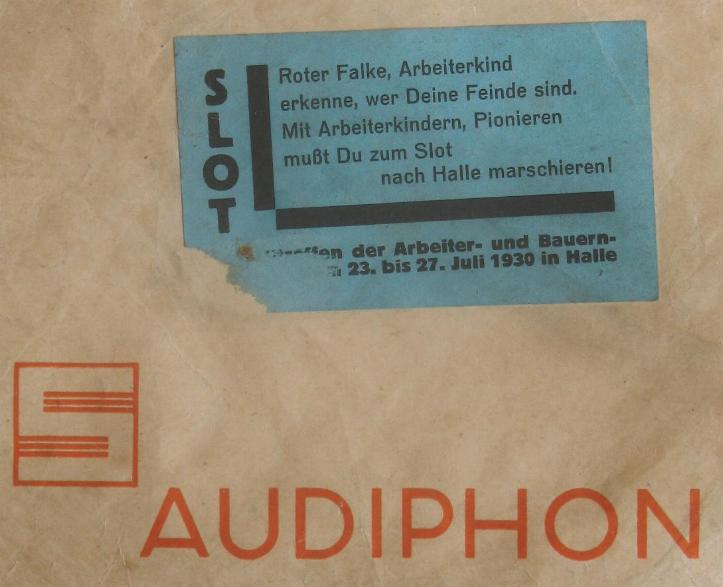 SLOT
Roter Falke, Arbeiterkind
erkenne, wer Deine Feinde sind.
Mit Arbeiterkindern, Pionieren
mußt Du zum Slot
nach Halle marschieren!
der Arbeiter- und Bauern-
23. bis 27. Juli 1930 in Halle
S
AUDIPHON